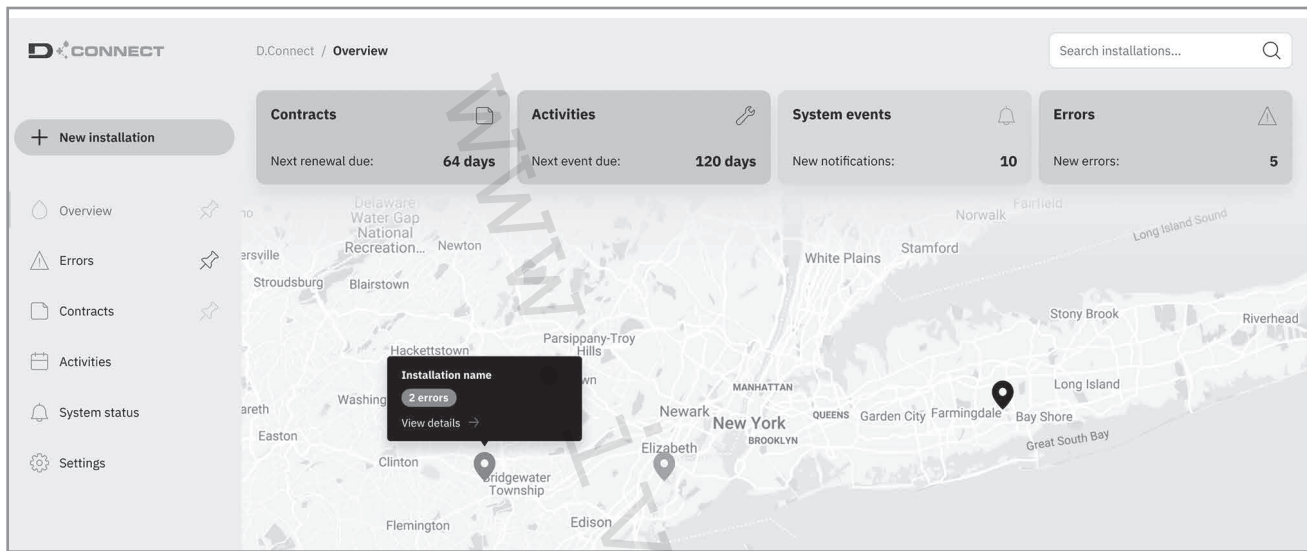 D CONNECT
D.Connect / Overview
Search installations...
New installation
Overview
Errors
Contracts
Activities
System status
Settings
Contracts
Next renewal due: 64 days
Activities
Next event due: 120 days
System events
New notifications: 10
Errors
New errors: 5
Delaware
Water Gap
National
Recreation...
Newton
ersville
Stroudsburg
Blairstown
Fairfield
Norwalk
Long Island Sound
Stamford
White Plains
Stony Brook
Riverhead
Parsippany-Troy
Hills
Hackettstown
wn
Installation name
2 errors
View details
Washing
MANHATTAN
Long Island
areth
Newark
New York
QUEENS
Garden City
Farmingdale
Bay Shore
Easton
BROOKLYN
Great South Bay
Elizabeth
Clinton
Bridgewater
Township
Flemington
Edison
WWW